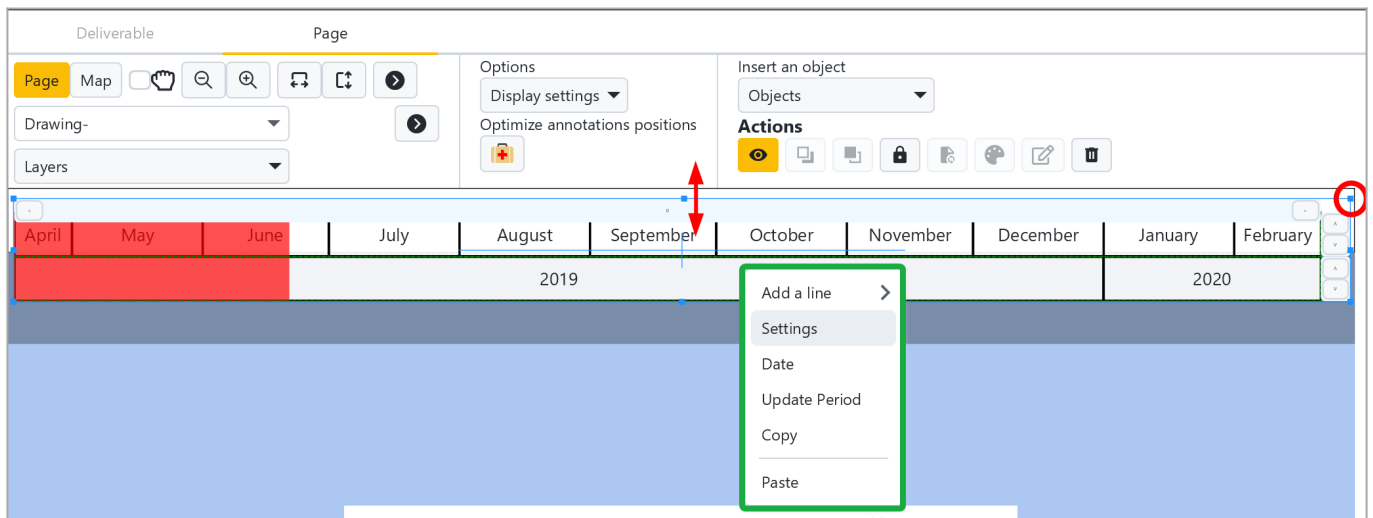 Deliverable Page
Page Map
Drawing-
Layers
Options
Display settings
Optimize annotations positions
Insert an object
Objects
Actions
April May June July August September October November December January February
2019 2020
Add a line
Settings
Date
Update Period
Copy
Paste